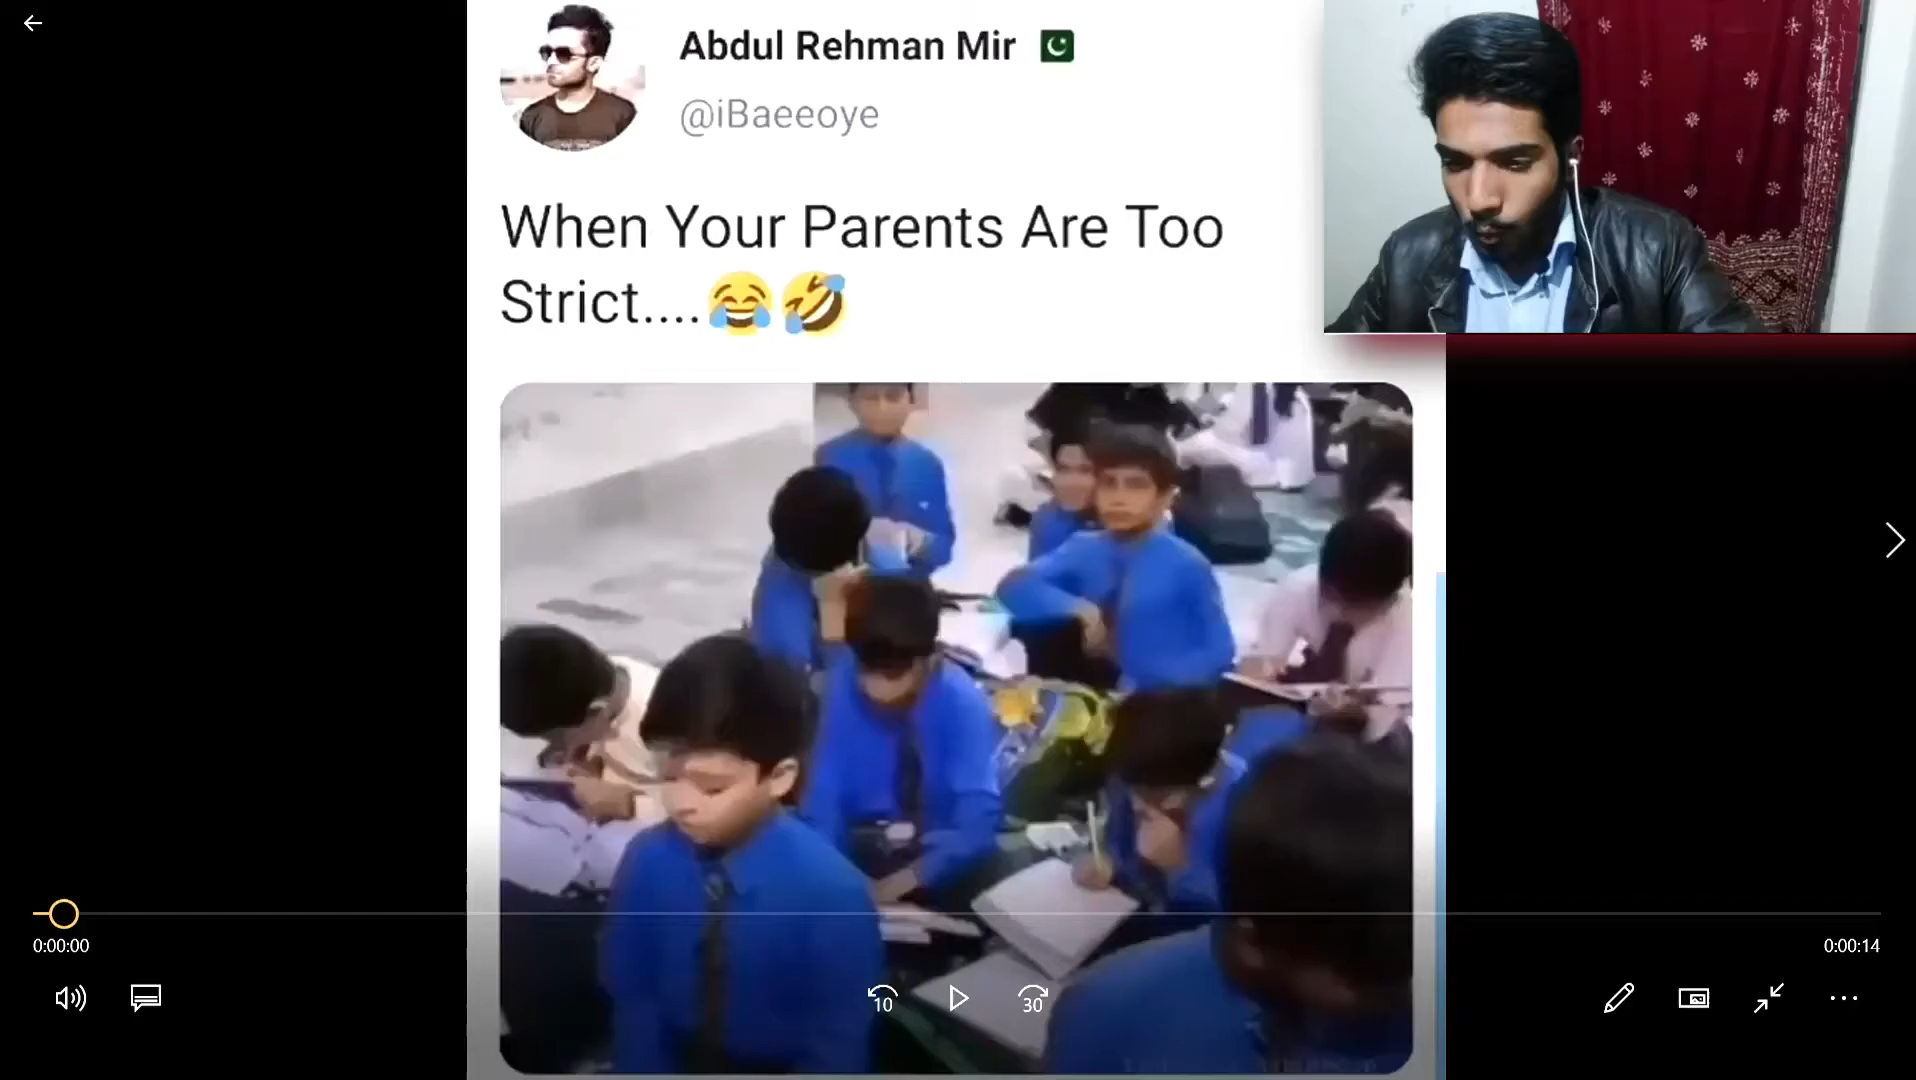 Abdul Rehman Mir
@iBaeeoye
When Your Parents Are Too
Strict....😂🤣
0:00:00
0:00:14
10
30